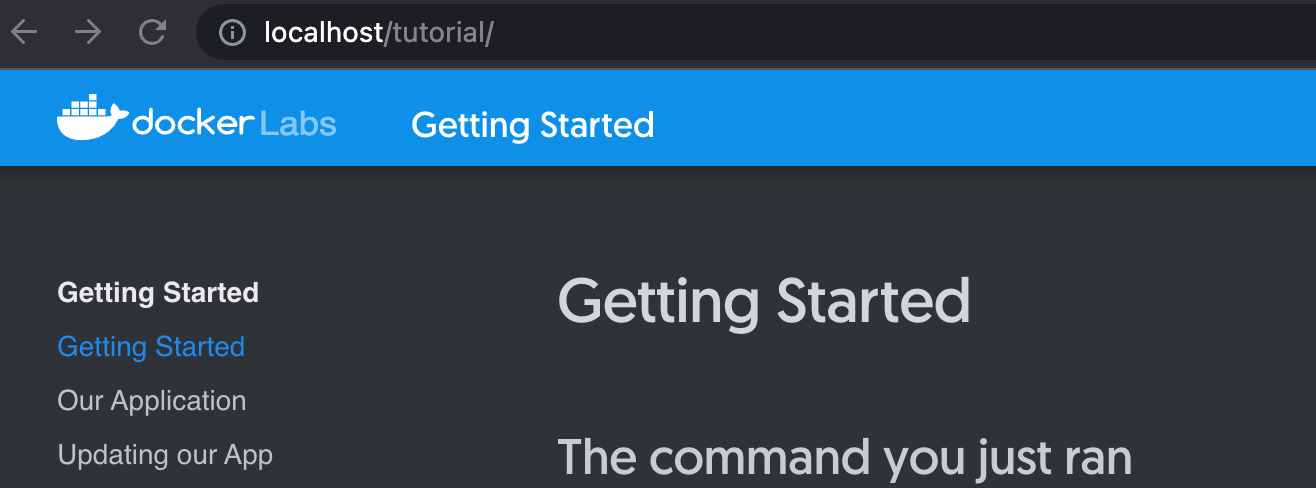 localhost/tutorial/
docker Labs Getting Started
Getting Started
Getting Started
Our Application
Updating our App
Getting Started
The command you just ran